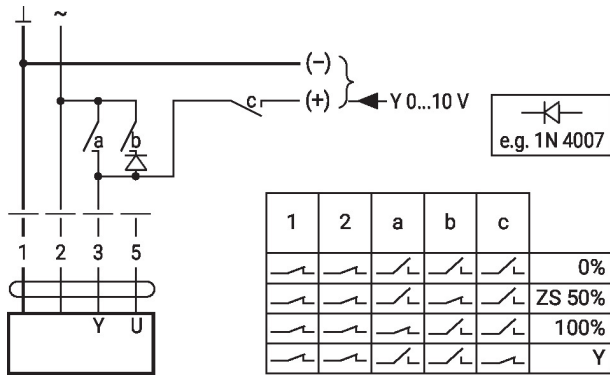 ⊥ ~
(−)
c (+) Y 0...10 V
a b
e.g. 1N 4007
1 2 3 5
Y U
1 2 a b c
0%
ZS 50%
100%
Y